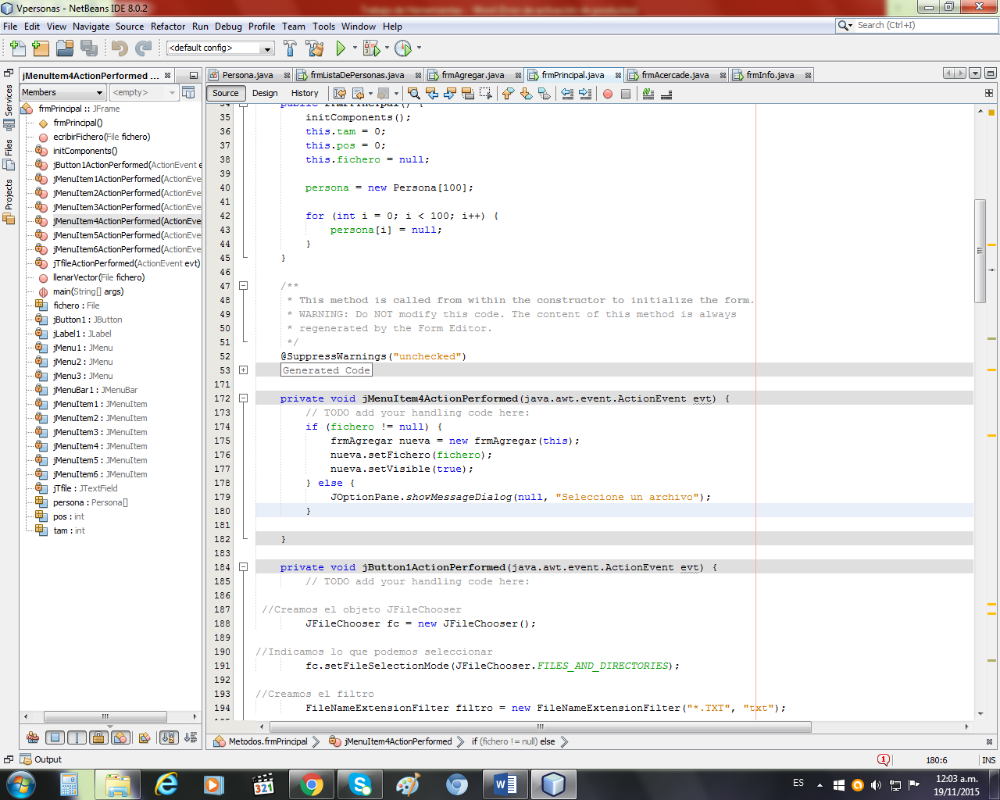 Vpersonas - NetBeans IDE 8.0.2
File Edit View Navigate Source Refactor Run Debug Profile Team Tools Window Help
Search (Ctrl+I)
<default config>
jMenuItem4ActionPerformed ...
Persona.java
frmListaDePersonas.java
frmAgregar.java
frmPrincipal.java
frmAcercade.java
frmInfo.java
Members
<empty>
Source Design History
Services
Files
Projects
frmPrincipal :: JFrame
frmPrincipal()
ecribirFichero(File fichero)
initComponents()
jButton1ActionPerformed(ActionEvent e
jMenuItem1ActionPerformed(ActionEve
jMenuItem2ActionPerformed(ActionEve
jMenuItem3ActionPerformed(ActionEve
jMenuItem4ActionPerformed(ActionEve
jMenuItem5ActionPerformed(ActionEve
jMenuItem6ActionPerformed(ActionEve
jTfileActionPerformed(ActionEvent evt)
llenarVector(File fichero)
main(String[] args)
fichero : File
jButton1 : JButton
jLabel1 : JLabel
jMenu1 : JMenu
jMenu2 : JMenu
jMenu3 : JMenu
jMenuBar1 : JMenuBar
jMenuItem1 : JMenuItem
jMenuItem2 : JMenuItem
jMenuItem3 : JMenuItem
jMenuItem4 : JMenuItem
jMenuItem5 : JMenuItem
jMenuItem6 : JMenuItem
jTfile : JTextField
persona : Persona[]
pos : int
tam : int
34 public frmPrincipal() {
35 initComponents();
36 this.tam = 0;
37 this.pos = 0;
38 this.fichero = null;
39
40 persona = new Persona[100];
41
42 for (int i = 0; i < 100; i++) {
43 persona[i] = null;
44 }
45 }
46
47 /**
48 * This method is called from within the constructor to initialize the form.
49 * WARNING: Do NOT modify this code. The content of this method is always
50 * regenerated by the Form Editor.
51 */
52 @SuppressWarnings("unchecked")
53 Generated Code
171
172 private void jMenuItem4ActionPerformed(java.awt.event.ActionEvent evt) {
173 // TODO add your handling code here:
174 if (fichero != null) {
175 frmAgregar nueva = new frmAgregar(this);
176 nueva.setFichero(fichero);
177 nueva.setVisible(true);
178 } else {
179 JOptionPane.showMessageDialog(null, "Seleccione un archivo");
180 }
181
182 }
183
184 private void jButton1ActionPerformed(java.awt.event.ActionEvent evt) {
185 // TODO add your handling code here:
186
187 //Creamos el objeto JFileChooser
188 JFileChooser fc = new JFileChooser();
189
190 //Indicamos lo que podemos seleccionar
191 fc.setFileSelectionMode(JFileChooser.FILES_AND_DIRECTORIES);
192
193 //Creamos el filtro
194 FileNameExtensionFilter filtro = new FileNameExtensionFilter("*.TXT", "txt");
Metodos.frmPrincipal jMenuItem4ActionPerformed if (fichero != null) else
Output
1
180:6
INS
321
ES
12:03 a.m.
19/11/2015